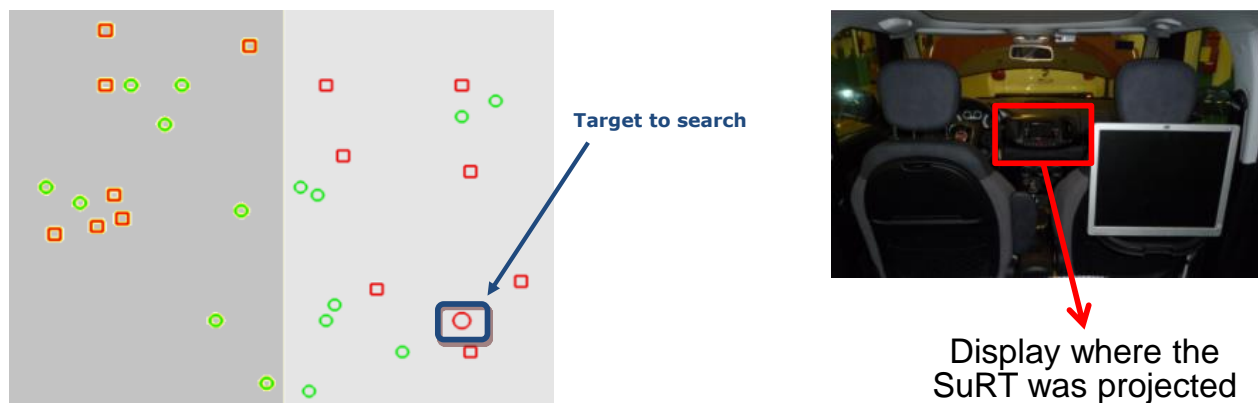 Target to search
Display where the
SuRT was projected